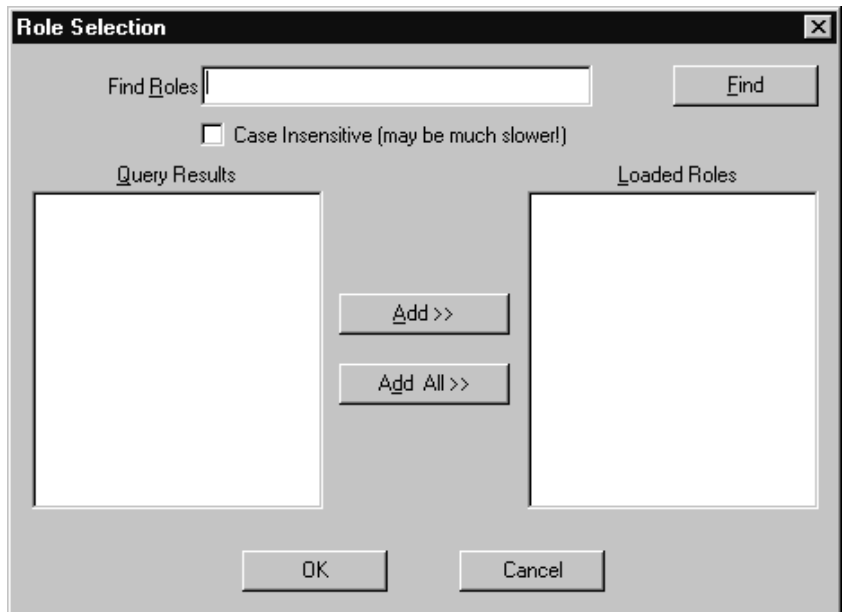 Role Selection
Find Roles
Find
Case Insensitive (may be much slower!)
Query Results
Loaded Roles
Add >>
Add All >>
OK
Cancel